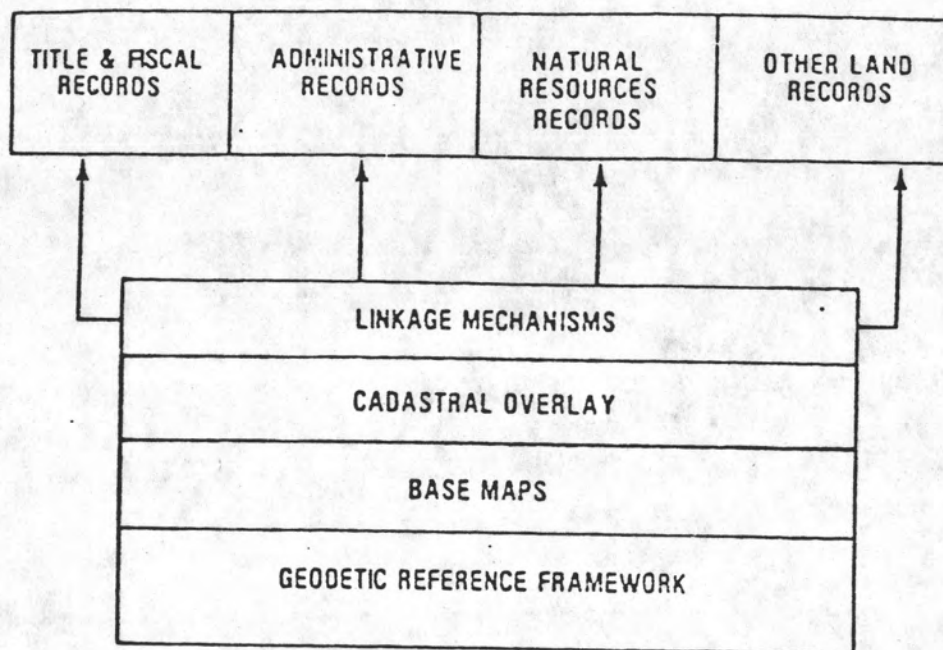 TITLE & FISCAL
RECORDS
ADMINISTRATIVE
RECORDS
NATURAL
RESOURCES
RECORDS
OTHER LAND
RECORDS
LINKAGE MECHANISMS
CADASTRAL OVERLAY
BASE MAPS
GEODETIC REFERENCE FRAMEWORK